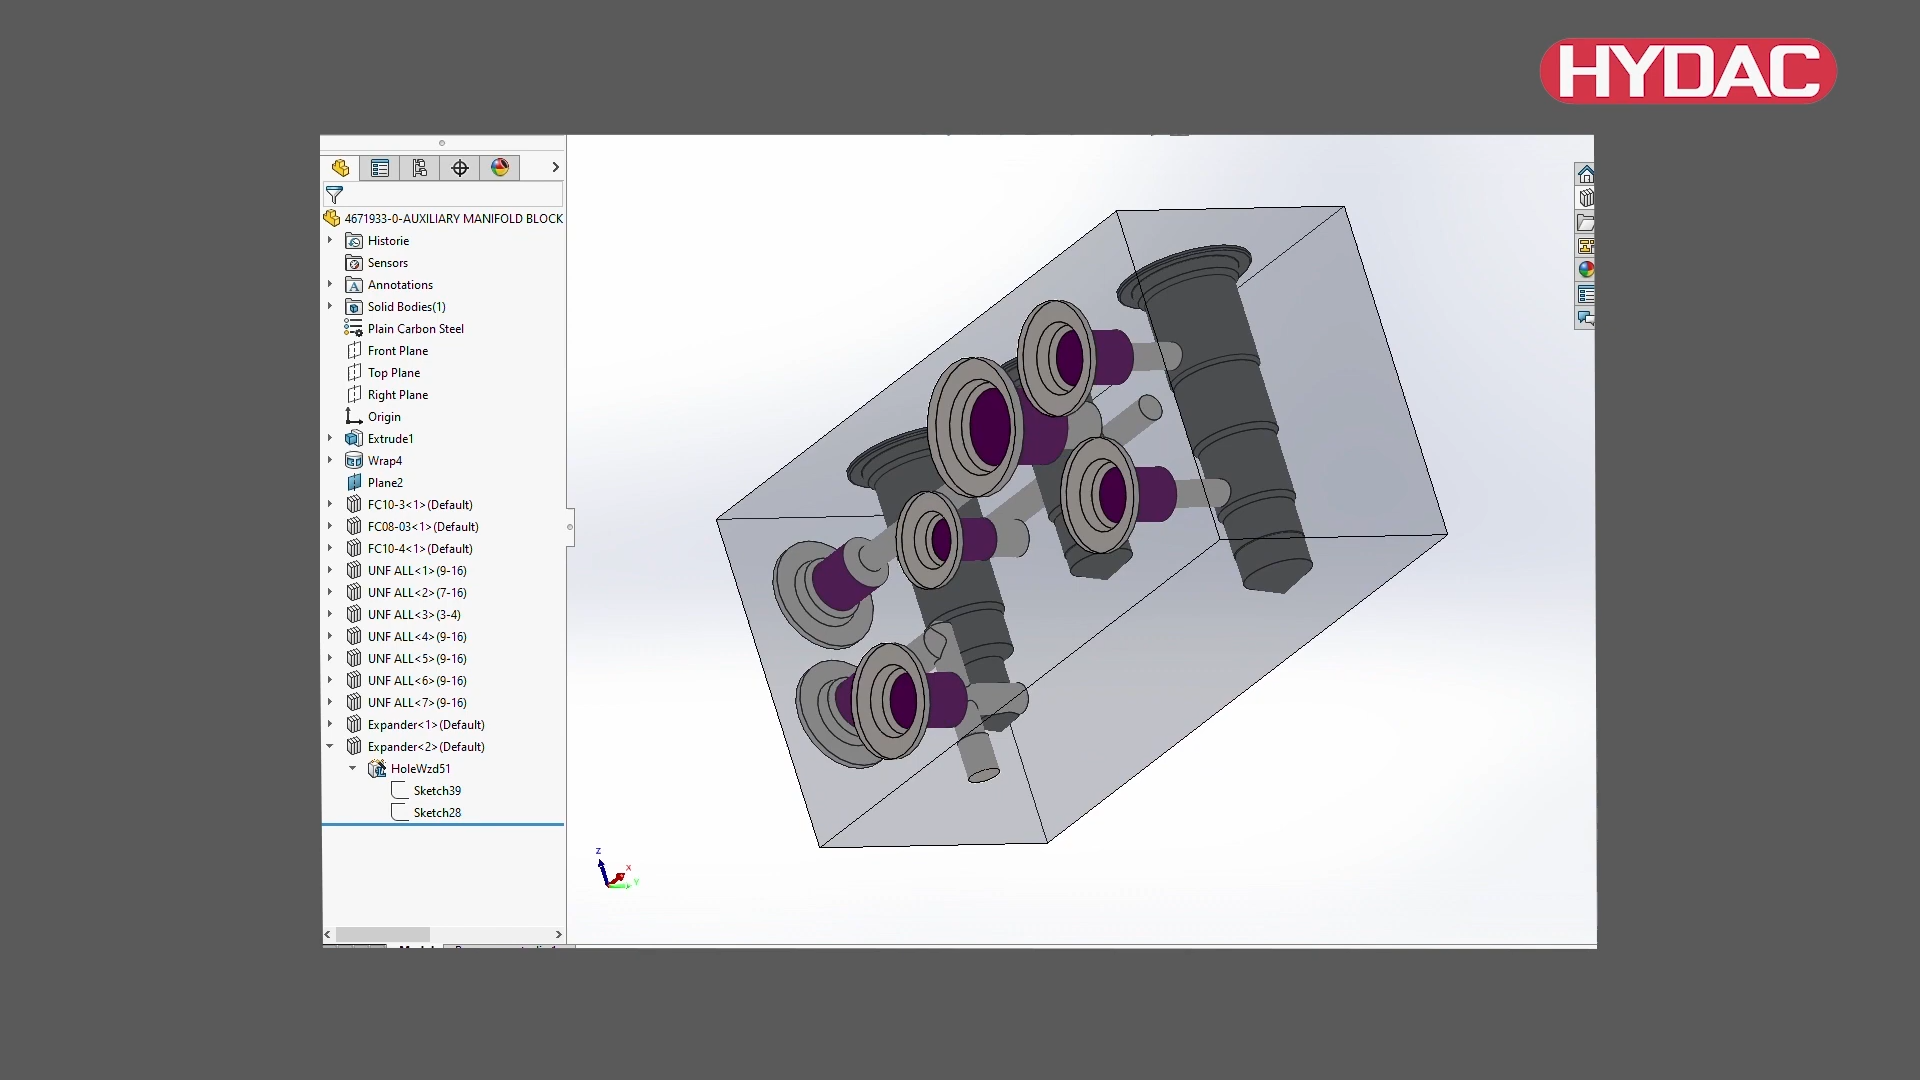 HYDAC
4671933-0-AUXILIARY MANIFOLD BLOCK
Historie
Sensors
Annotations
Solid Bodies(1)
Plain Carbon Steel
Front Plane
Top Plane
Right Plane
Origin
Extrude1
Wrap4
Plane2
FC10-3<1> (Default)
FC08-03<1> (Default)
FC10-4<1> (Default)
UNF ALL<1> (9-16)
UNF ALL<2> (7-16)
UNF ALL<3> (3-4)
UNF ALL<4> (9-16)
UNF ALL<5> (9-16)
UNF ALL<6> (9-16)
UNF ALL<7> (9-16)
Expander<1> (Default)
Expander<2> (Default)
HoleWzd51
Sketch39
Sketch28
Z
X
Y